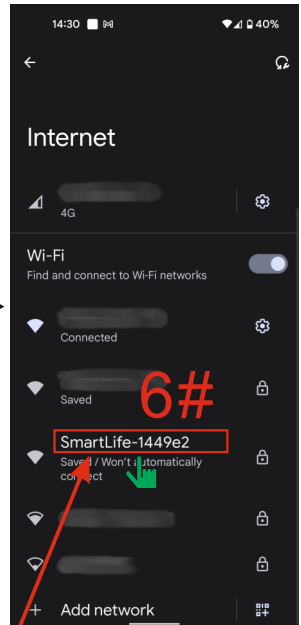 14:30 40%
Internet
4G
Wi-Fi
Find and connect to Wi-Fi networks
Connected
6#
Saved
SmartLife-1449e2
Saved / Won't automatically
connect
+ Add network